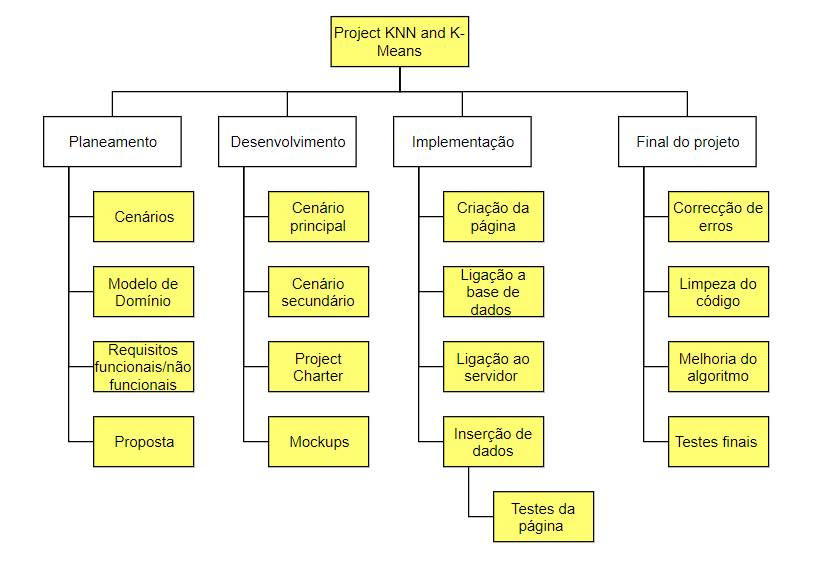 Project KNN and K-
Means
Planeamento
Desenvolvimento
Implementação
Final do projeto
Cenários
Cenário
principal
Criação da
página
Correcção de
erros
Modelo de
Domínio
Cenário
secundário
Ligação a
base de
dados
Limpeza do
código
Requisitos
funcionais/não
funcionais
Project
Charter
Ligação ao
servidor
Melhoria do
algoritmo
Proposta
Mockups
Inserção de
dados
Testes finais
Testes da
página